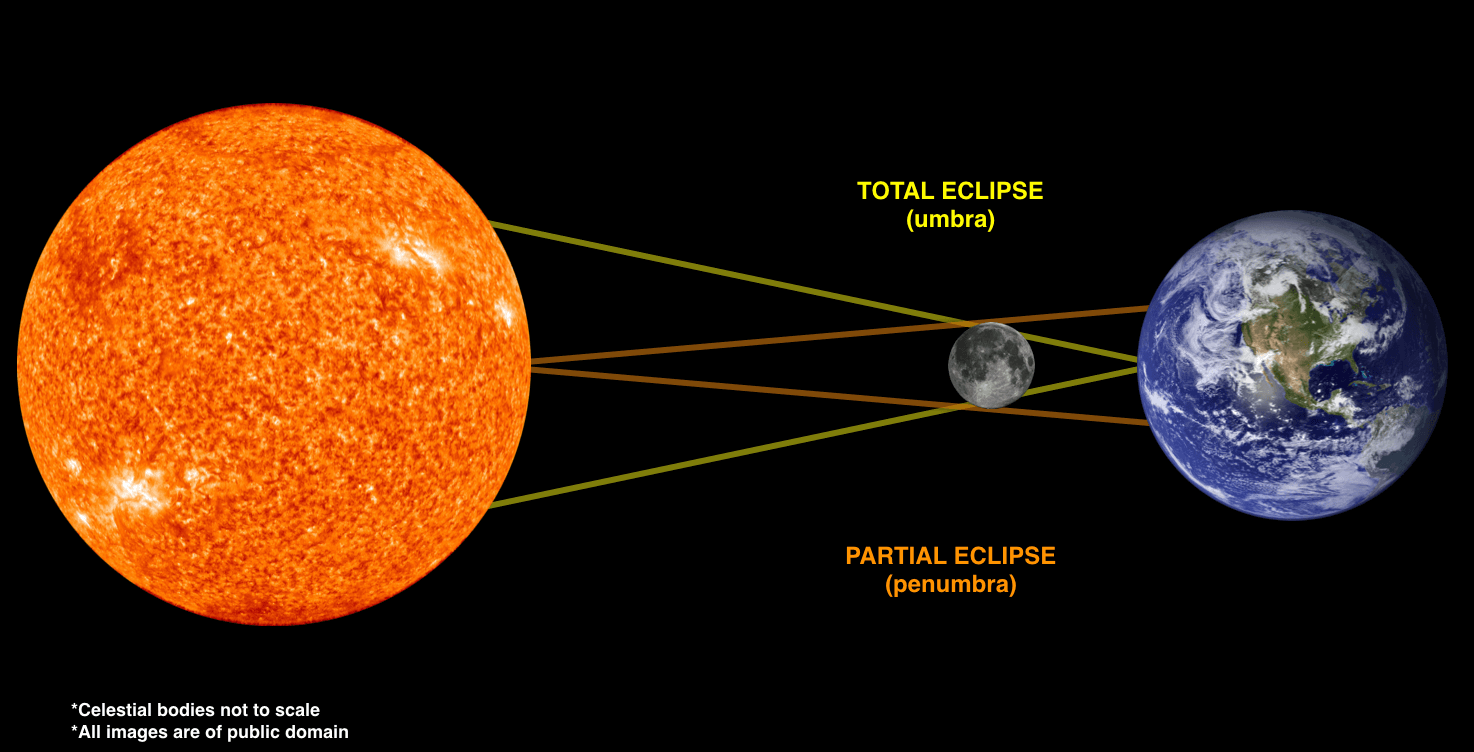 TOTAL ECLIPSE
(umbra)
PARTIAL ECLIPSE
(penumbra)
*Celestial bodies not to scale
*All images are of public domain